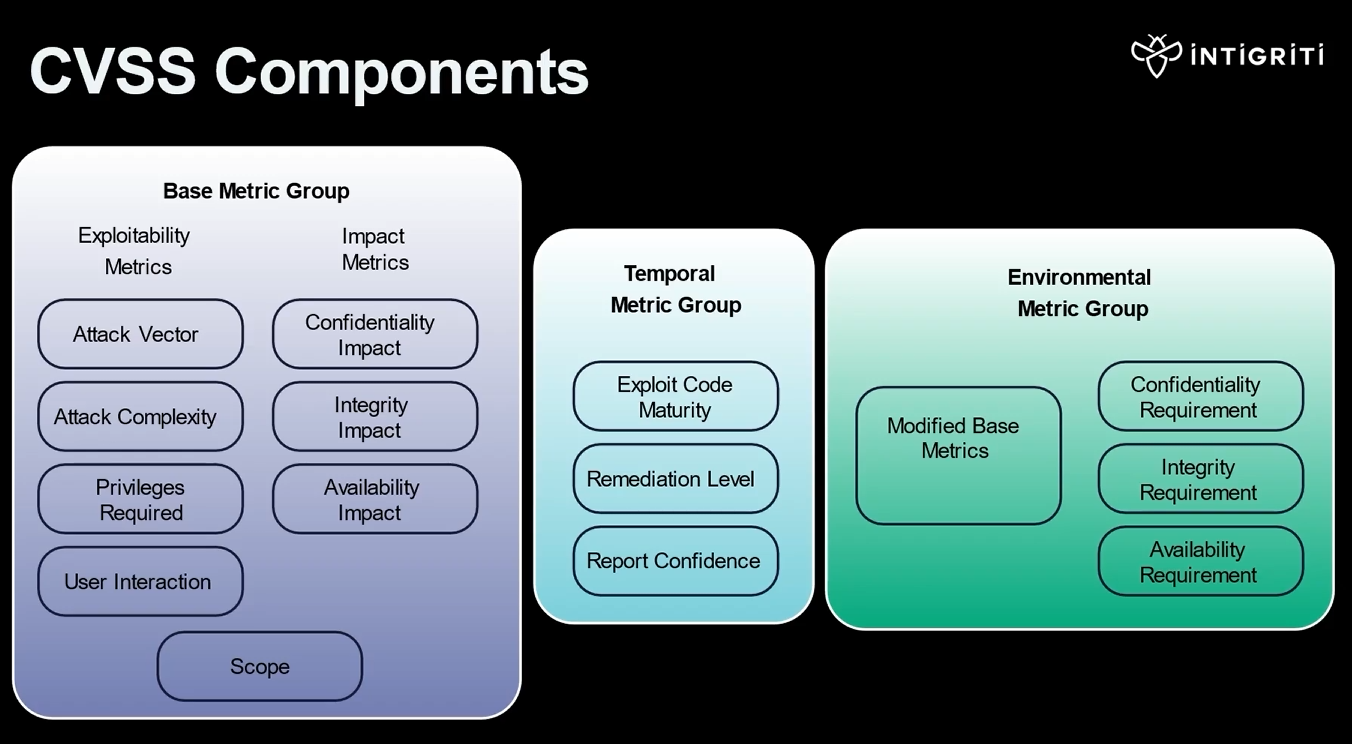 CVSS Components
INTIGRITI
Base Metric Group
Exploitability
Metrics
Impact
Metrics
Attack Vector
Attack Complexity
Privileges
Required
User Interaction
Confidentiality
Impact
Integrity
Impact
Availability
Impact
Scope
Temporal
Metric Group
Exploit Code
Maturity
Remediation Level
Report Confidence
Environmental
Metric Group
Modified Base
Metrics
Confidentiality
Requirement
Integrity
Requirement
Availability
Requirement